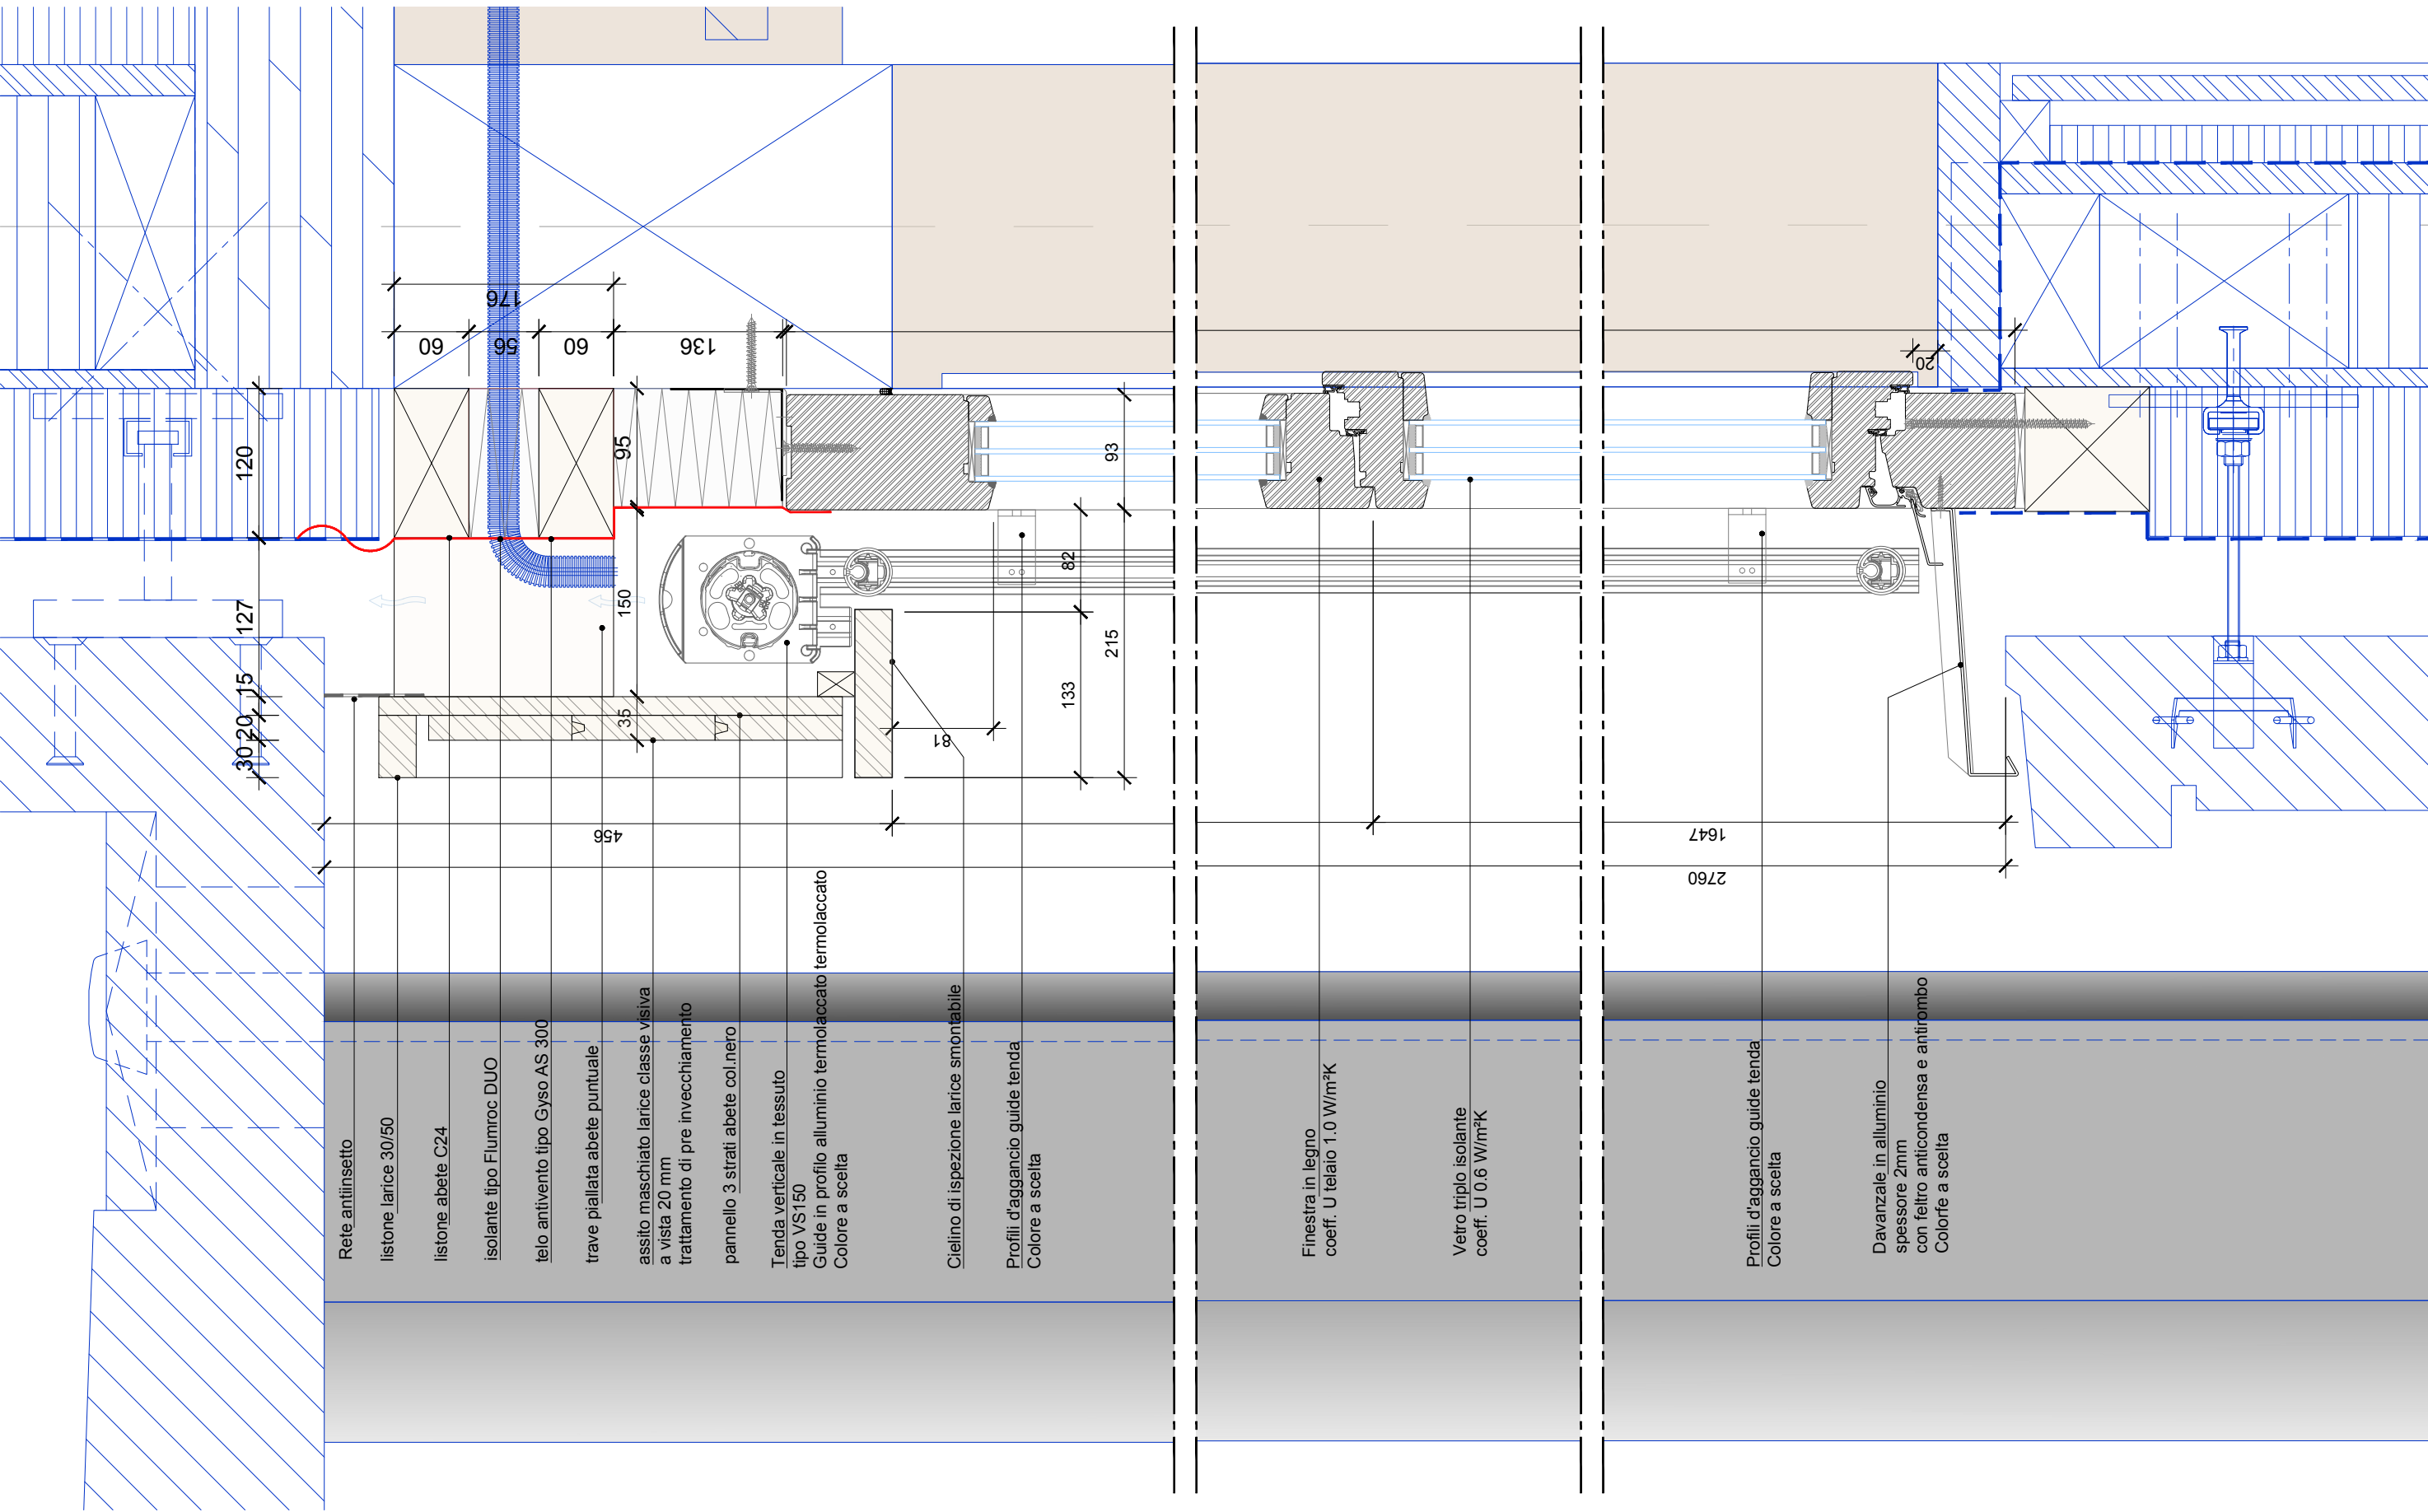 176
60
56
60
136
20
120
95
93
127
150
82
215
15
133
20
35
30
81
456
1647
2760
Rete antiinsetto
listone larice 30/50
listone abete C24
isolante tipo Flumroc DUO
telo antivento tipo Gyso AS 300
trave piallata abete puntuale
assito maschiato larice classe visiva
a vista 20 mm
trattamento di pre invecchiamento
pannello 3 strati abete col.nero
Tenda verticale in tessuto
tipo VS150
Guide in profilo alluminio termolaccato termolaccato
Colore a scelta
Cielino di ispezione larice smontabile
Profili d'aggancio guide tenda
Colore a scelta
Finestra in legno
coeff. U telaio 1.0 W/m²K
Vetro triplo isolante
coeff. U 0.6 W/m²K
Profili d'aggancio guide tenda
Colore a scelta
Davanzale in alluminio
spessore 2mm
con feltro anticondensa e antirombo
Colorfe a scelta